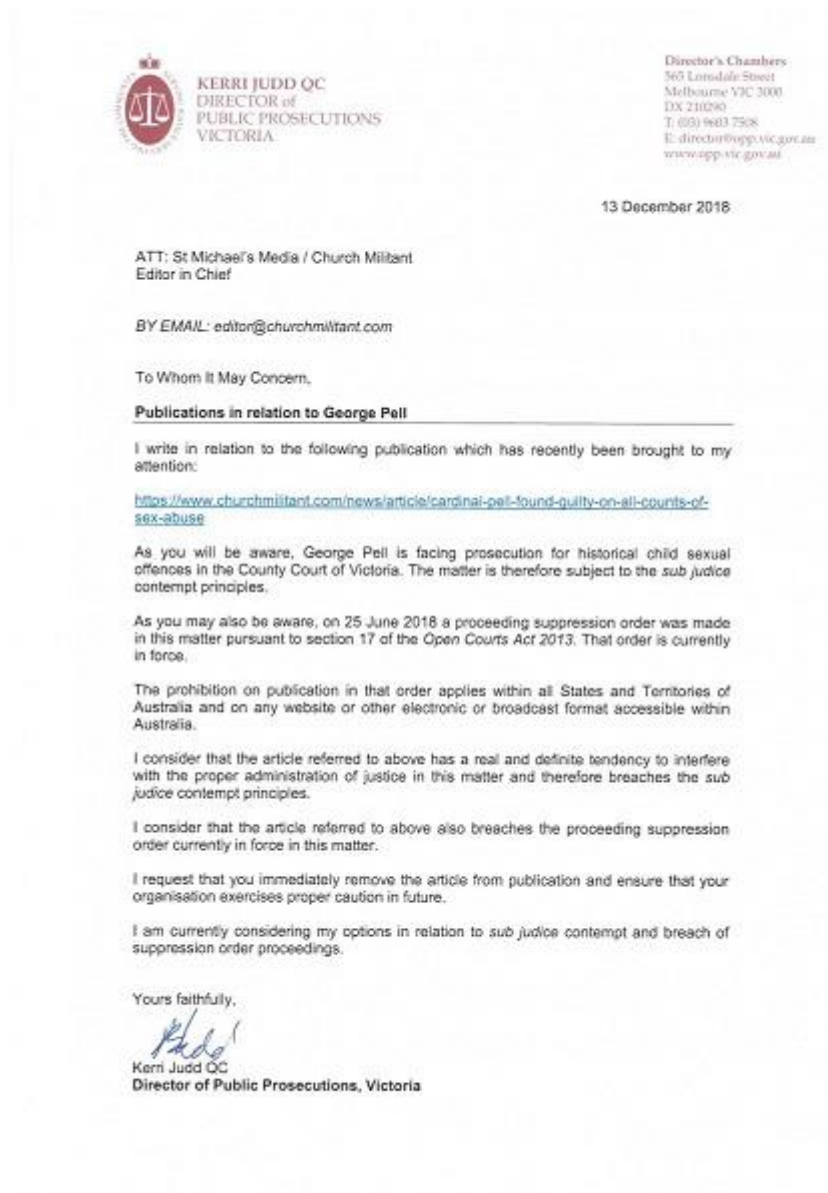 KERRI JUDD QC
DIRECTOR of
PUBLIC PROSECUTIONS
VICTORIA
Director's Chambers
565 Lonsdale Street
Melbourne VIC 3000
DX 210290
T: (03) 9603 7508
E: director@opp.vic.gov.au
www.opp.vic.gov.au
13 December 2018
ATT: St Michael's Media / Church Militant
Editor in Chief
BY EMAIL: editor@churchmilitant.com
To Whom It May Concern,
Publications in relation to George Pell
I write in relation to the following publication which has recently been brought to my
attention:
https://www.churchmilitant.com/news/article/cardinal-pell-found-guilty-on-all-counts-of-
sex-abuse
As you will be aware, George Pell is facing prosecution for historical child sexual
offences in the County Court of Victoria. The matter is therefore subject to the sub judice
contempt principles.
As you may also be aware, on 25 June 2018 a proceeding suppression order was made
in this matter pursuant to section 17 of the Open Courts Act 2013. That order is currently
in force.
The prohibition on publication in that order applies within all States and Territories of
Australia and on any website or other electronic or broadcast format accessible within
Australia.
I consider that the article referred to above has a real and definite tendency to interfere
with the proper administration of justice in this matter and therefore breaches the sub
judice contempt principles.
I consider that the article referred to above also breaches the proceeding suppression
order currently in force in this matter.
I request that you immediately remove the article from publication and ensure that your
organisation exercises proper caution in future.
I am currently considering my options in relation to sub judice contempt and breach of
suppression order proceedings.
Yours faithfully,
Kerri Judd QC
Director of Public Prosecutions, Victoria